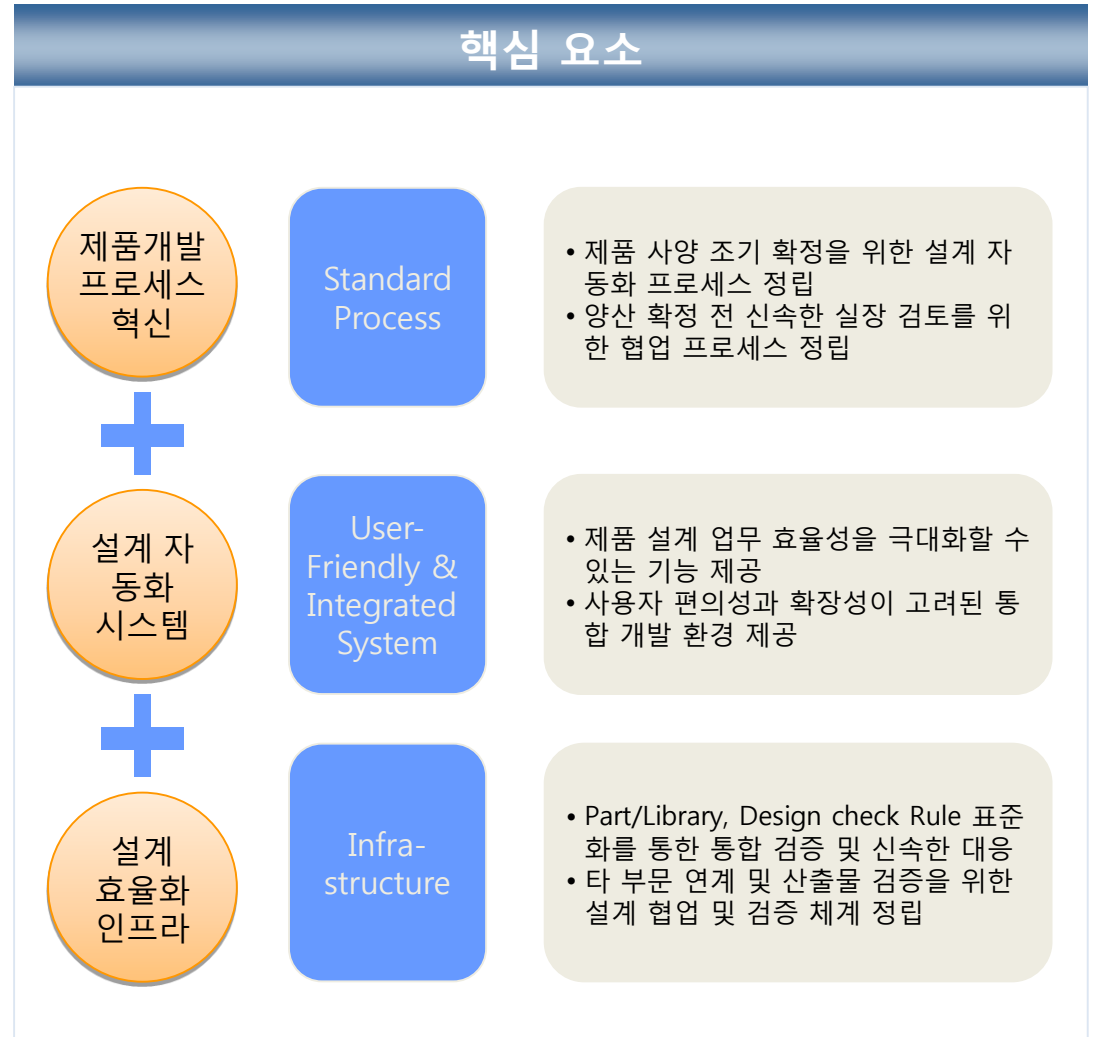 핵심 요소
제품개발
프로세스
혁신
Standard
Process
• 제품 사양 조기 확정을 위한 설계 자
동화 프로세스 정립
• 양산 확정 전 신속한 실장 검토를 위
한 협업 프로세스 정립
설계 자
동화
시스템
User-
Friendly &
Integrated
System
• 제품 설계 업무 효율성을 극대화할 수
있는 기능 제공
• 사용자 편의성과 확장성이 고려된 통
합 개발 환경 제공
설계
효율화
인프라
Infra-
structure
• Part/Library, Design check Rule 표준
화를 통한 통합 검증 및 신속한 대응
• 타 부문 연계 및 산출물 검증을 위한
설계 협업 및 검증 체계 정립